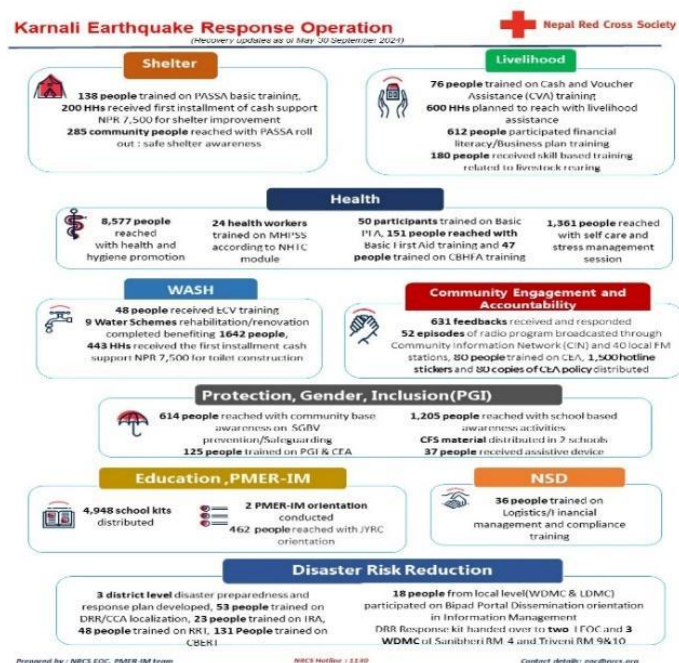 Karnali Earthquake Response Operation
(Recovery updates as of May-30 September 2024)
Nepal Red Cross Society
Shelter
138 people trained on PASSA basic training,
200 HHs received first installment of cash support
NPR 7,500 for shelter improvement
285 community people reached with PASSA roll
out : safe shelter awareness
Livelihood
76 people trained on Cash and Voucher
Assistance (CVA) training
600 HHs planned to reach with livelihood
assistance
612 people participated financial
literacy/Business plan training
180 people received skill based training
related to livestock rearing
Health
8,577 people
reached
with health and
hygiene promotion
24 health workers
trained on MHPSS
according to NHTC
module
50 participants trained on Basic
PFA, 151 people reached with
Basic First Aid training and 47
people trained on CBHFA training
1,361 people reached
with self care and
stress management
session
WASH
48 people received ECV training
9 Water Schemes rehabilitation/renovation
completed benefiting 1642 people,
443 HHs received the first installment cash
support NPR 7,500 for toilet construction
Community Engagement and
Accountability
631 feedbacks received and responded
52 episodes of radio program broadcasted through
Community Information Network (CIN) and 40 local FM
stations, 80 people trained on CEA, 1,500 hotline
stickers and 80 copies of CEA policy distributed
Protection, Gender, Inclusion(PGI)
614 people reached with community base
awareness on SGBV
prevention/Safeguarding
125 people trained on PGI & CEA
1,205 people reached with school based
awareness activities
CFS material distributed in 2 schools
37 people received assistive device
Education ,PMER-IM
4,948 school kits
distributed
2 PMER-IM orientation
conducted
462 people reached with JYRC
orientation
NSD
36 people trained on
Logistics/Financial
management and compliance
training
Disaster Risk Reduction
3 district level disaster preparedness and
response plan developed, 53 people trained on
DRR/CCA localization, 23 people trained on IRA,
48 people trained on RRT, 131 People trained on
CBERT
18 people from local level(WDMC & LDMC)
participated on Bipad Portal Dissemination orientation
in Information Management
DRR Response kit handed over to two LEOC and 3
WDMC of Sanibheri RM-4 and Triveni RM-9&10
Prepared by : NRCS EOC, PMER-IM team
NRCS Hotline : 1130
Contact details: eoc@nrcs.org